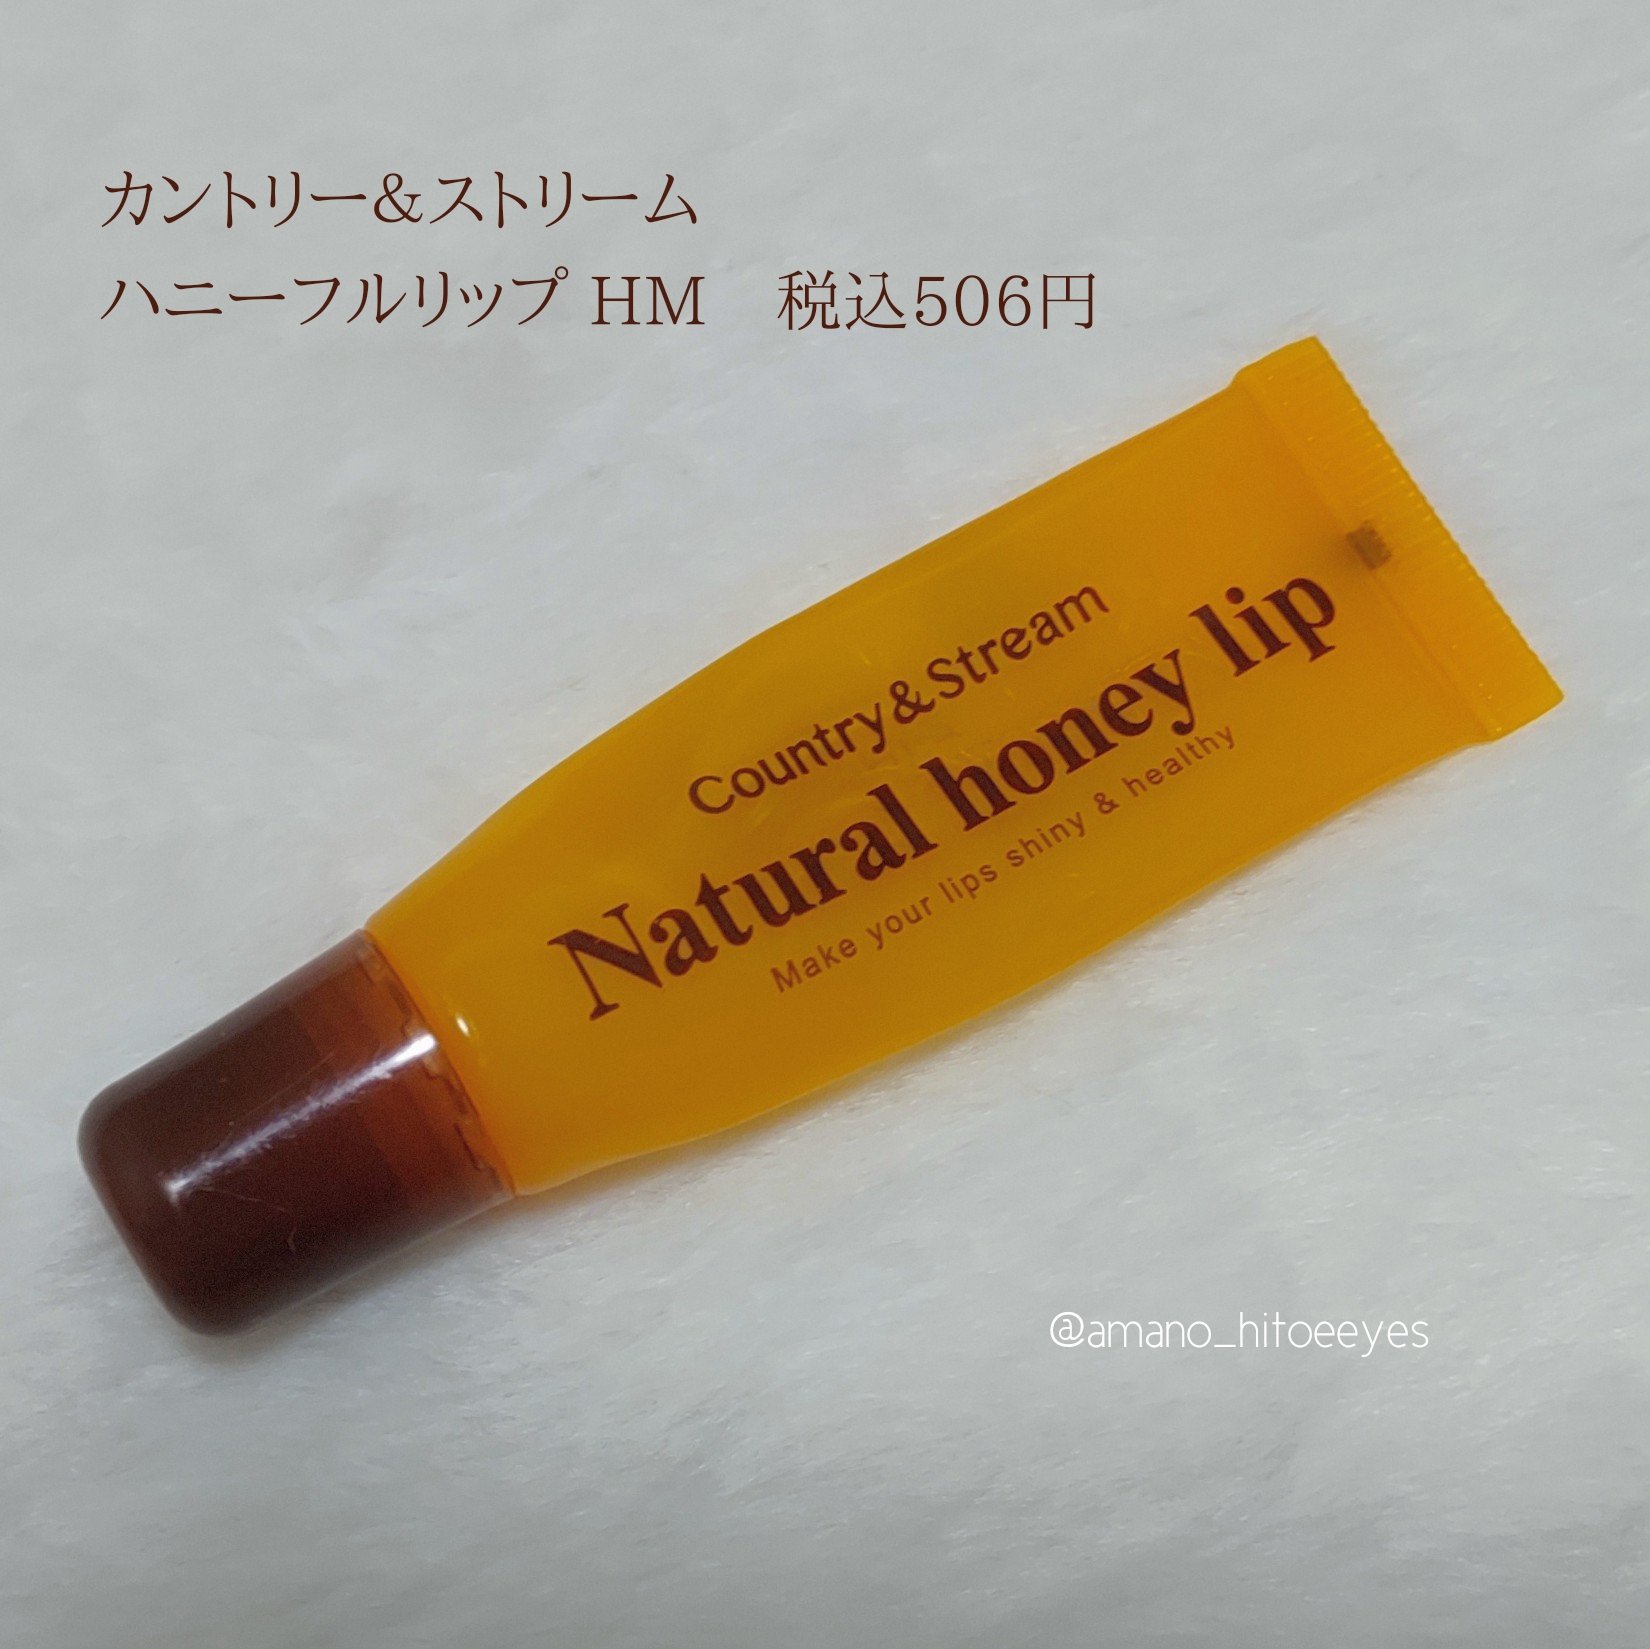 カントリー&ストリーム
ハニーフルリップ HM　税込506円
Country&Stream
Natural honey lip
Make your lips shiny & healthy
@amano_hitoeeyes